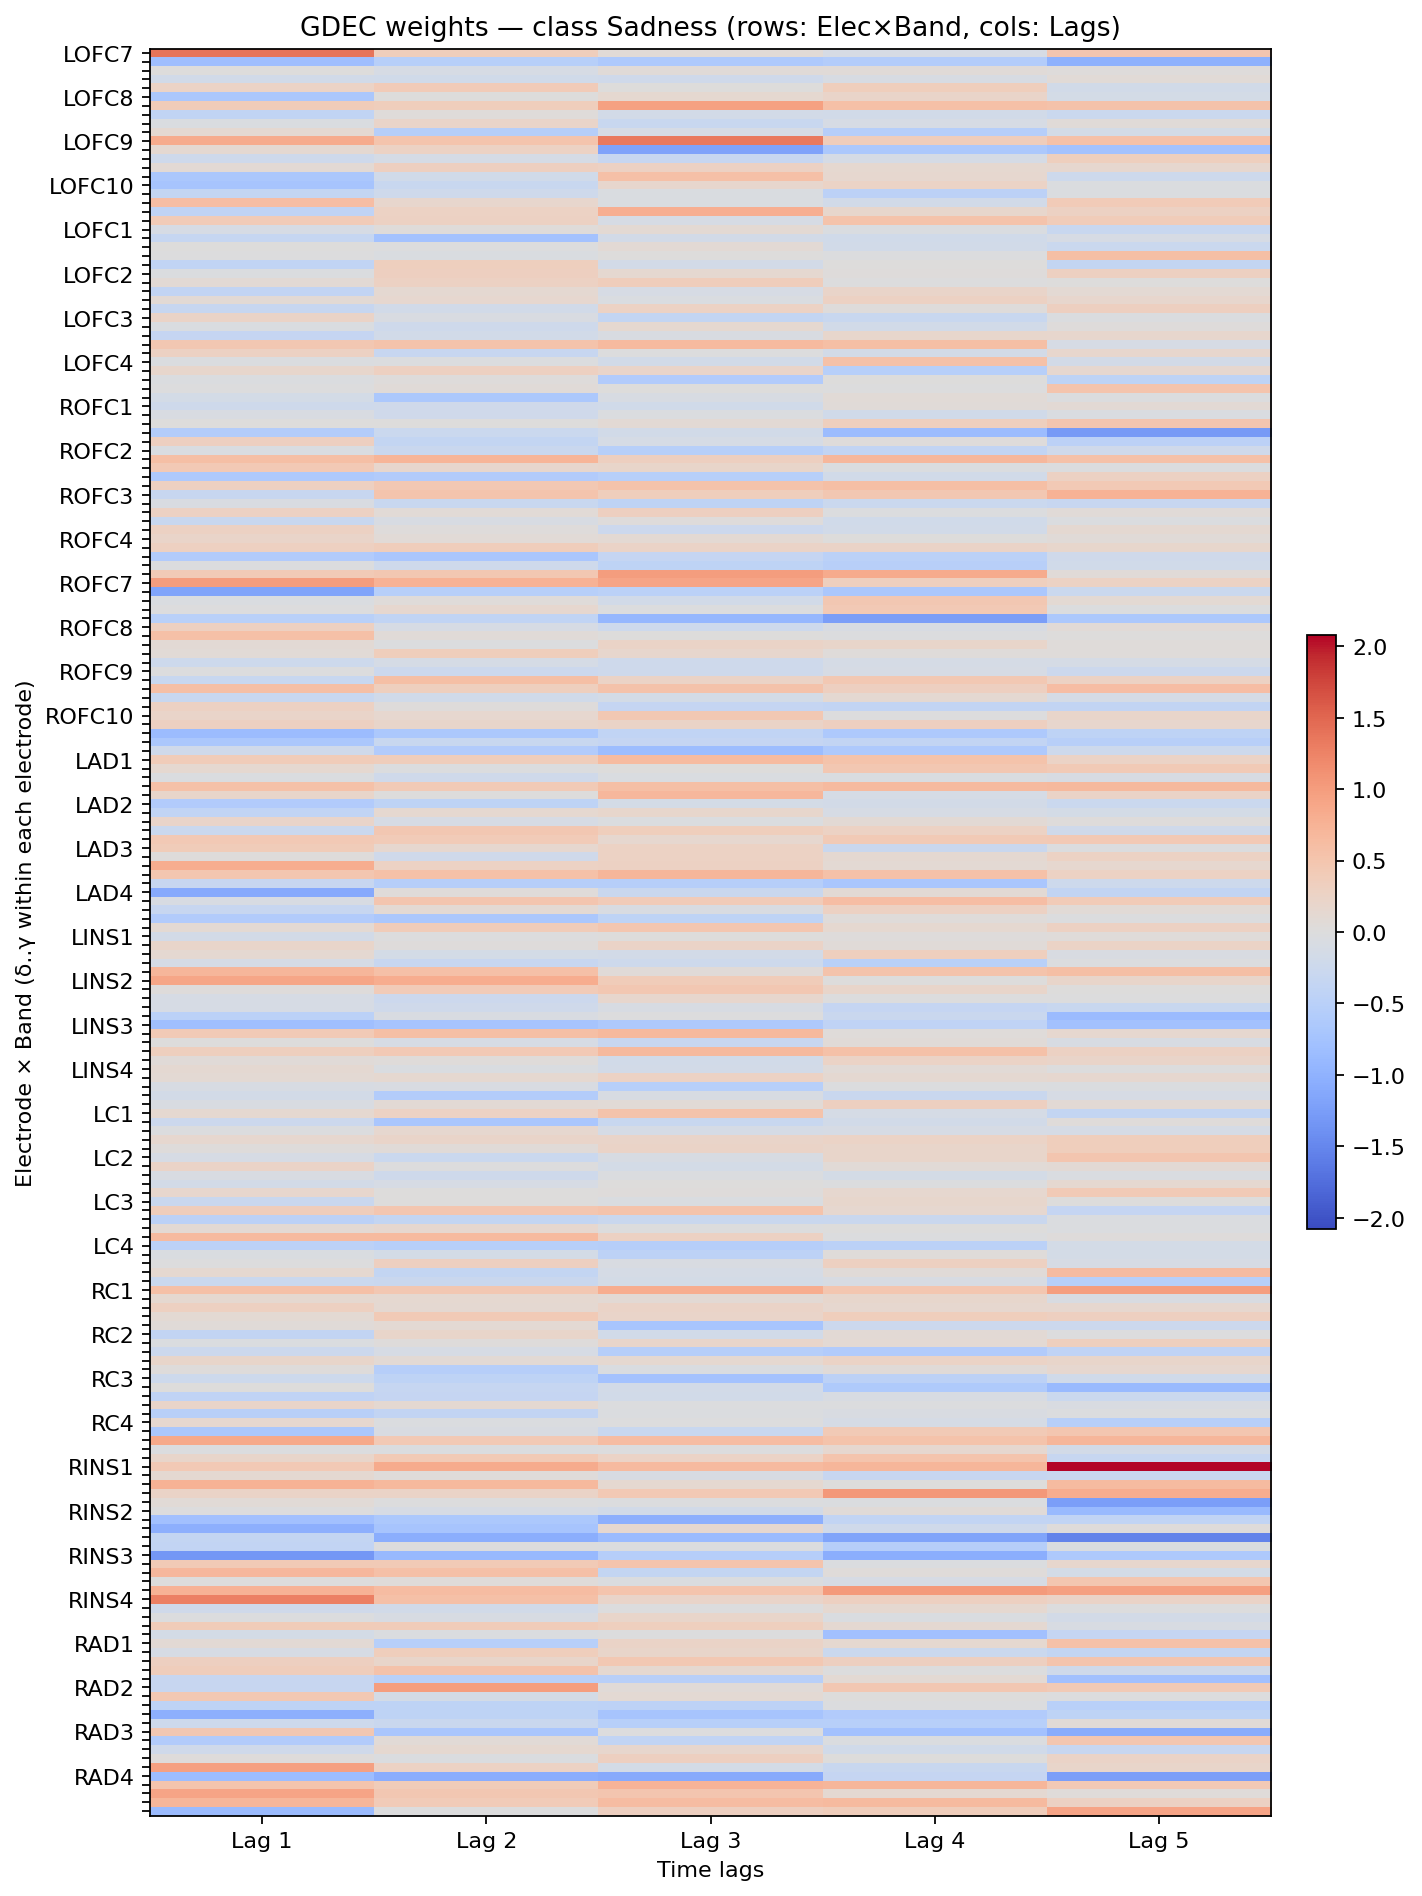 GDEC weights — class Sadness (rows: Elec×Band, cols: Lags)
LOFC7
LOFC8
LOFC9
LOFC10
LOFC1
LOFC2
LOFC3
LOFC4
ROFC1
ROFC2
ROFC3
ROFC4
ROFC7
ROFC8
ROFC9
ROFC10
LAD1
LAD2
LAD3
LAD4
LINS1
LINS2
LINS3
LINS4
LC1
LC2
LC3
LC4
RC1
RC2
RC3
RC4
RINS1
RINS2
RINS3
RINS4
RAD1
RAD2
RAD3
RAD4
Electrode × Band (δ..γ within each electrode)
Lag 1 Lag 2 Lag 3 Lag 4 Lag 5
Time lags
2.0
1.5
1.0
0.5
0.0
−0.5
−1.0
−1.5
−2.0